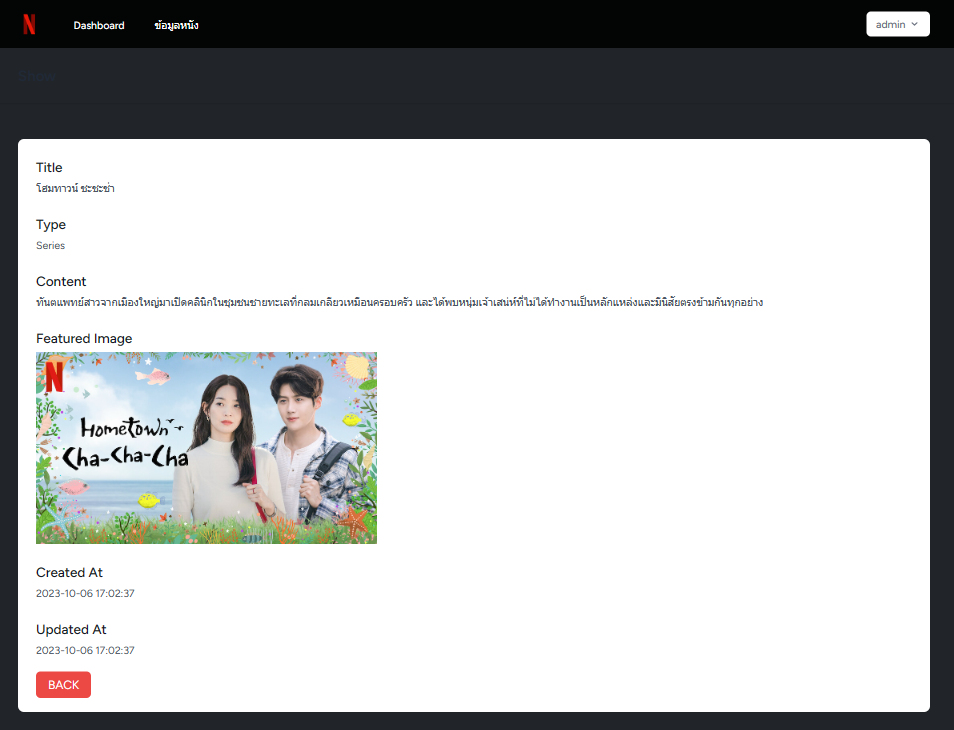 N
Dashboard
ข้อมูลหนัง
admin
Show
Title
โฮมทาวน์ ชะชะช่า
Type
Series
Content
ทันตแพทย์สาวจากเมืองใหญ่มาเปิดคลินิกในชุมชนชายทะเลที่กลมเกลียวเหมือนครอบครัว และได้พบหนุ่มเจ้าเสน่ห์ที่ไม่ได้ทำงานเป็นหลักแหล่งและมีนิสัยตรงข้ามกันทุกอย่าง
Featured Image
N
Hometown
Cha-Cha-Cha
Created At
2023-10-06 17:02:37
Updated At
2023-10-06 17:02:37
BACK